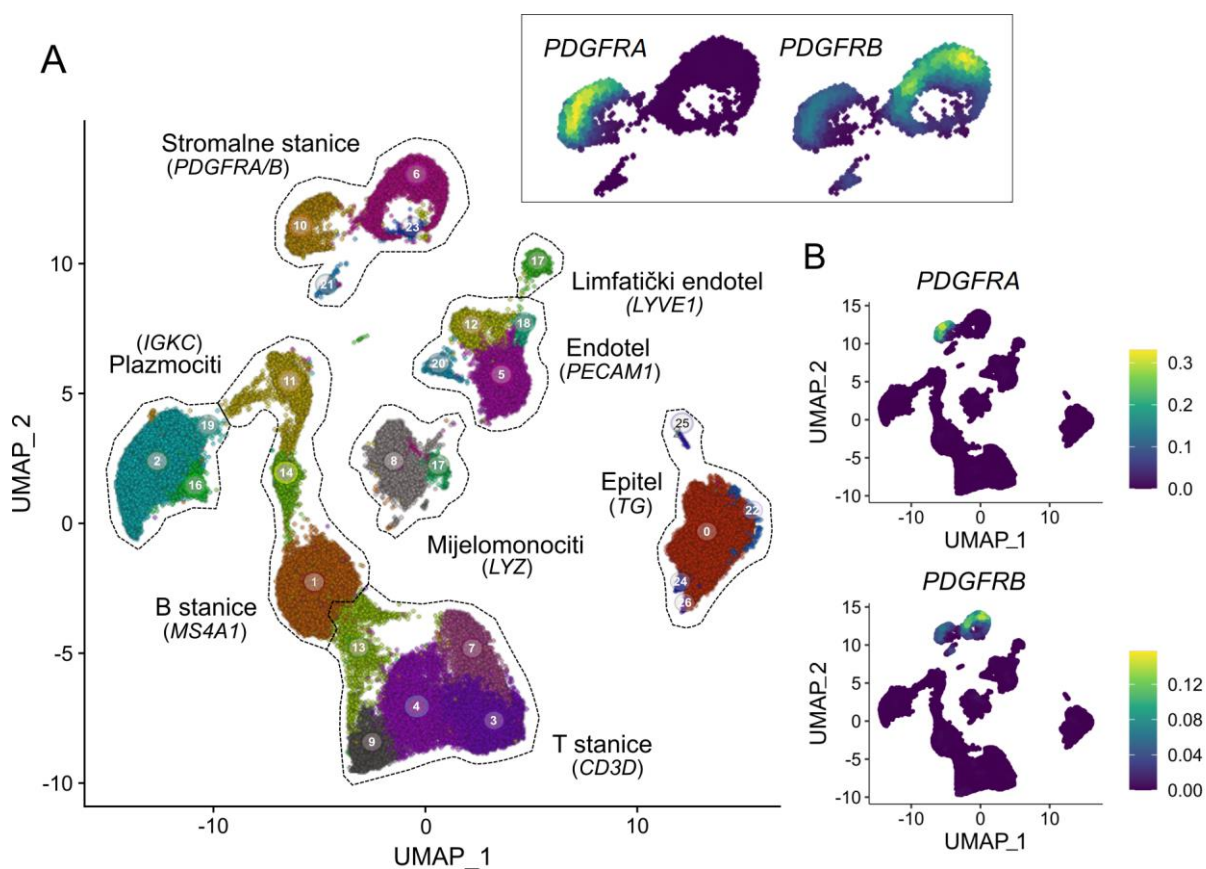 A
PDGFRA
PDGFRB
Stromalne stanice
(PDGFRA/B)
6
10
23
21
17
Limfatički endotel
(LYVE1)
12
18
20
5
Endotel
(PECAM1)
(IGKC)
Plazmociti
11
19
2
16
14
8
17
Mijelomonociti
(LYZ)
25
Epitel
(TG)
22
0
24
26
1
B stanice
(MS4A1)
13
7
4
3
9
T stanice
(CD3D)
10
5
0
-5
-10
UMAP_2
-10
0
10
UMAP_1
B
PDGFRA
15
10
5
0
-5
-10
UMAP_2
-10
0
10
UMAP_1
0.3
0.2
0.1
0.0
PDGFRB
15
10
5
0
-5
-10
UMAP_2
-10
0
10
UMAP_1
0.12
0.08
0.04
0.00